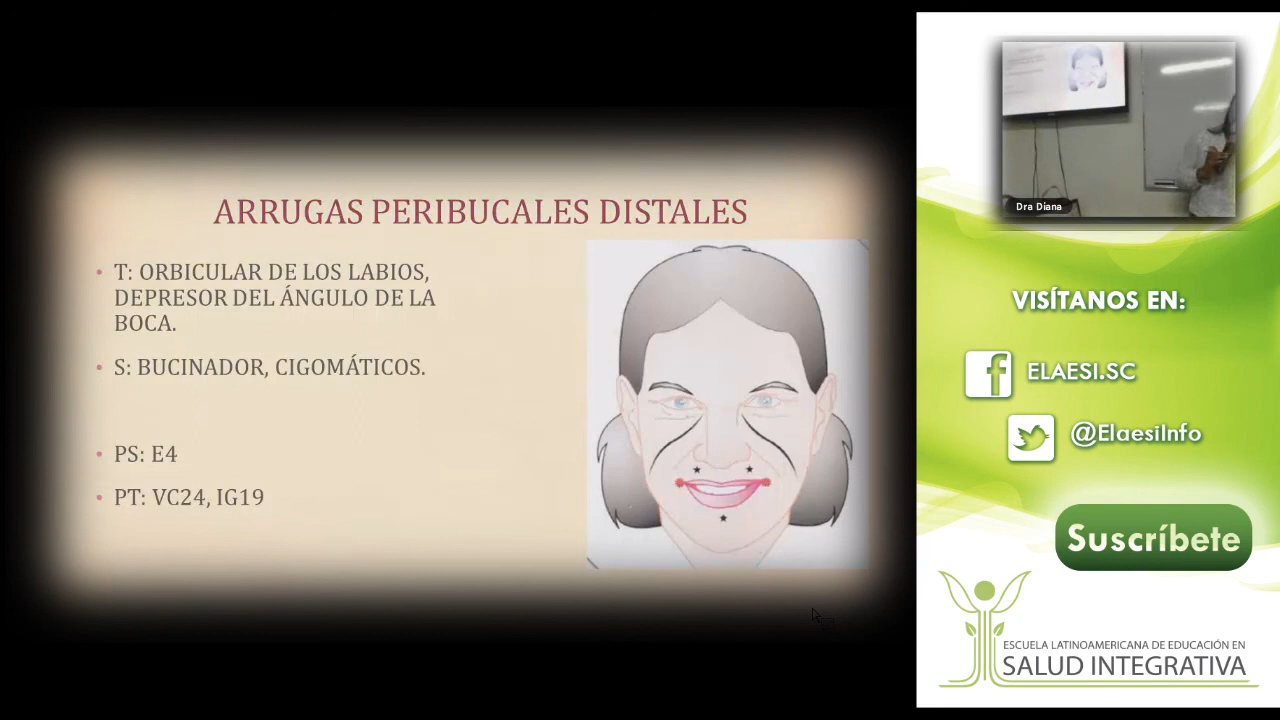 ARRUGAS PERIBUCALES DISTALES
• T: ORBICULAR DE LOS LABIOS,
DEPRESOR DEL ÁNGULO DE LA
BOCA.
• S: BUCINADOR, CIGOMÁTICOS.
• PS: E4
• PT: VC24, IG19
Dra Diana
VISÍTANOS EN:
ELAESI.SC
@ElaesiInfo
Suscríbete
ESCUELA LATINOAMERICANA DE EDUCACIÓN EN
SALUD INTEGRATIVA